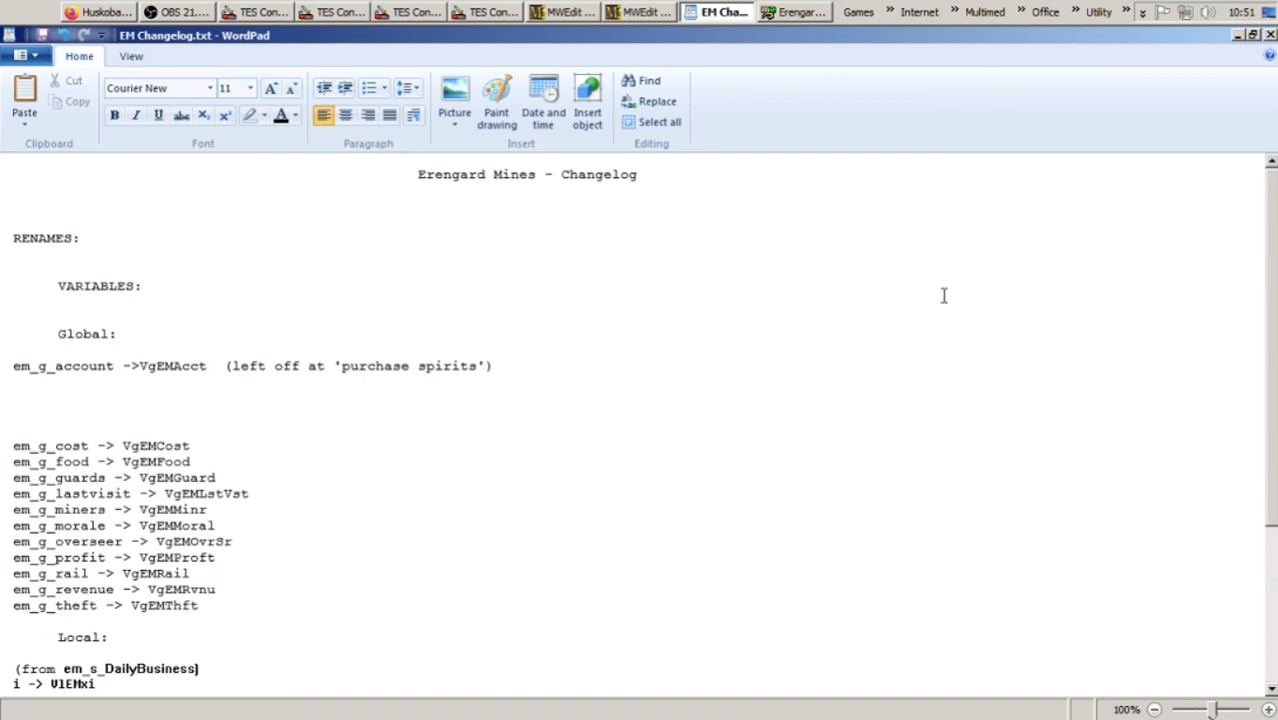 Huskoba...
OBS 21....
TES Con...
TES Con...
TES Con...
TES Con...
MWEdit ...
MWEdit ...
EM Cha...
Erengar...
Games
Internet
Multimed
Office
Utility
10:51
EM Changelog.txt - WordPad
Home
View
Paste
Cut
Copy
Clipboard
Courier New
11
Font
Paragraph
Picture
Paint drawing
Date and time
Insert object
Insert
Find
Replace
Select all
Editing
Erengard Mines - Changelog
RENAMES:
VARIABLES:
Global:
em_g_account ->VgEMAcct (left off at 'purchase spirits')
em_g_cost -> VgEMCost
em_g_food -> VgEMFood
em_g_guards -> VgEMGuard
em_g_lastvisit -> VgEMLstVst
em_g_miners -> VgEMMinr
em_g_morale -> VgEMMoral
em_g_overseer -> VgEMOvrSr
em_g_profit -> VgEMProft
em_g_rail -> VgEMRail
em_g_revenue -> VgEMRvnu
em_g_theft -> VgEMThft
Local:
(from em_s_DailyBusiness)
i -> VlEMxi
100%